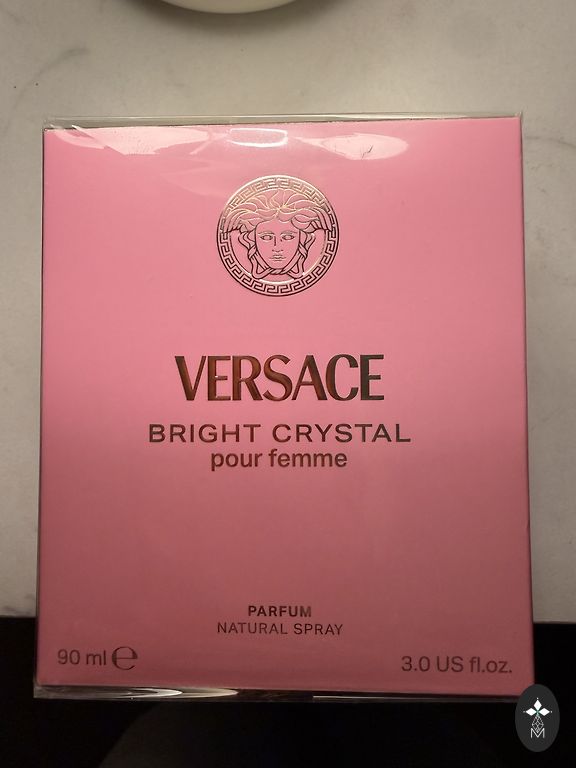 VERSACE
BRIGHT CRYSTAL
pour femme
PARFUM
NATURAL SPRAY
90 ml ℮ 3.0 US fl.oz.
M